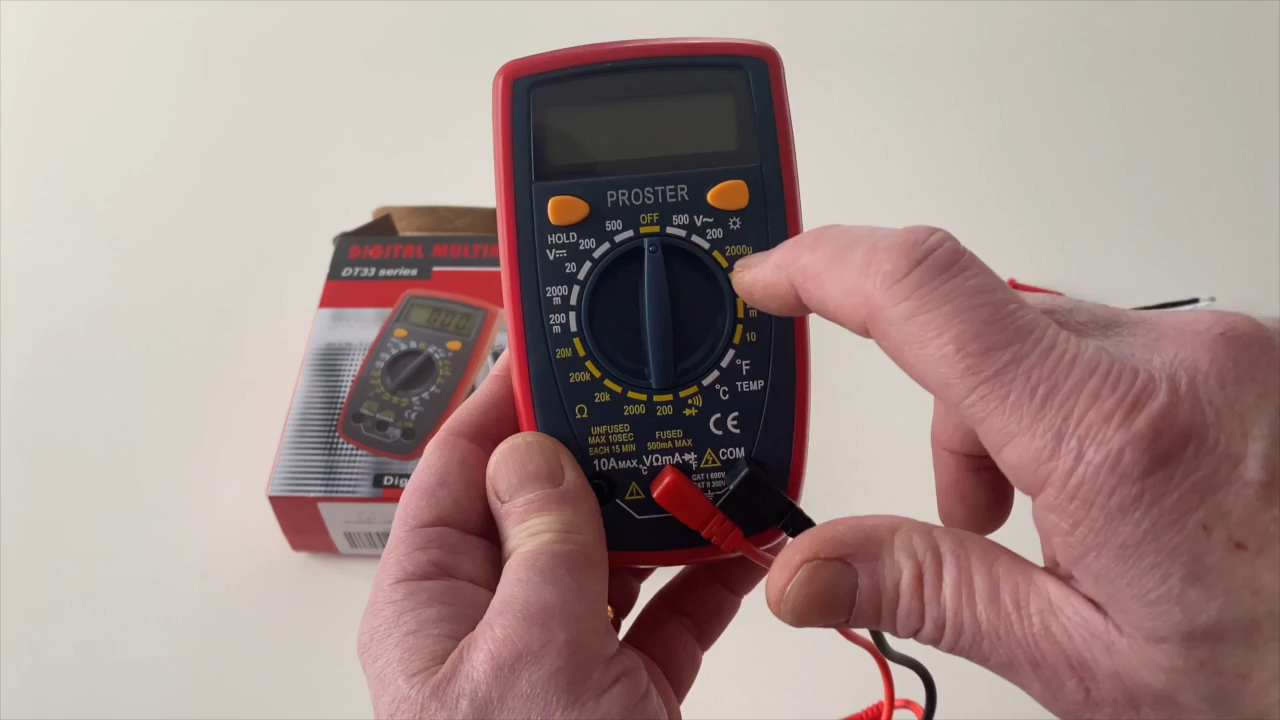 PROSTER
HOLD
OFF
500
500
V~
200
200
2000µ
V
20
2000
m
m
200
m
10
20M
200k
°F
TEMP
°C
20k
Ω
2000
200
UNFUSED
MAX 10SEC
EACH 15 MIN
FUSED
500mA MAX
CE
10A MAX
VΩmA
COM
°C
°F
CAT I 600V
CAT II 300V
DIGITAL MULTIM
DT33 series
Dig